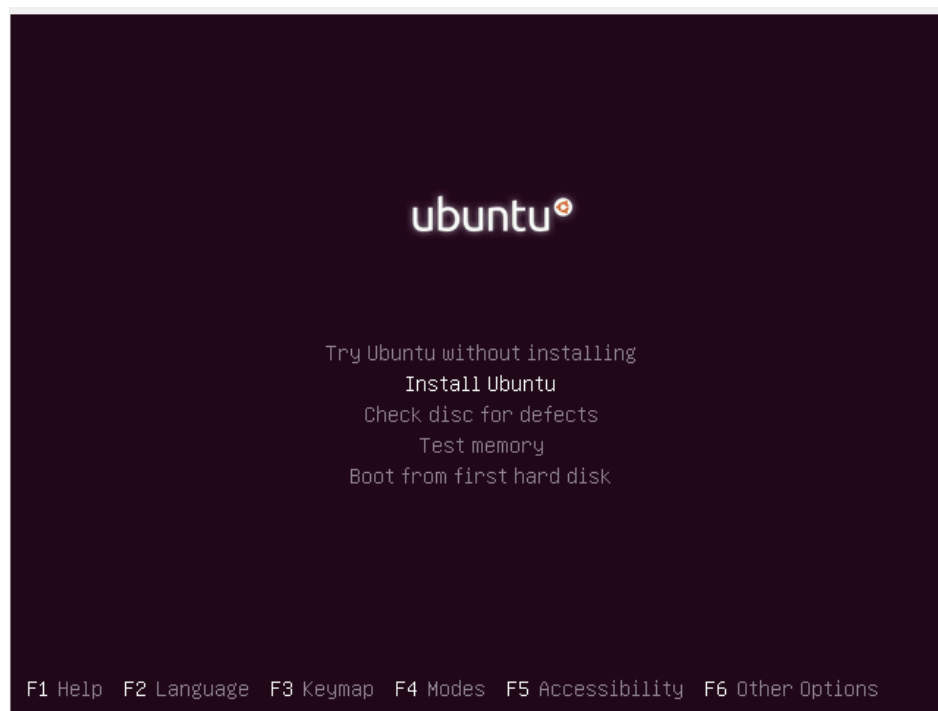 ubuntu
Try Ubuntu without installing
Install Ubuntu
Check disc for defects
Test memory
Boot from first hard disk
F1 Help F2 Language F3 Keymap F4 Modes F5 Accessibility F6 Other Options